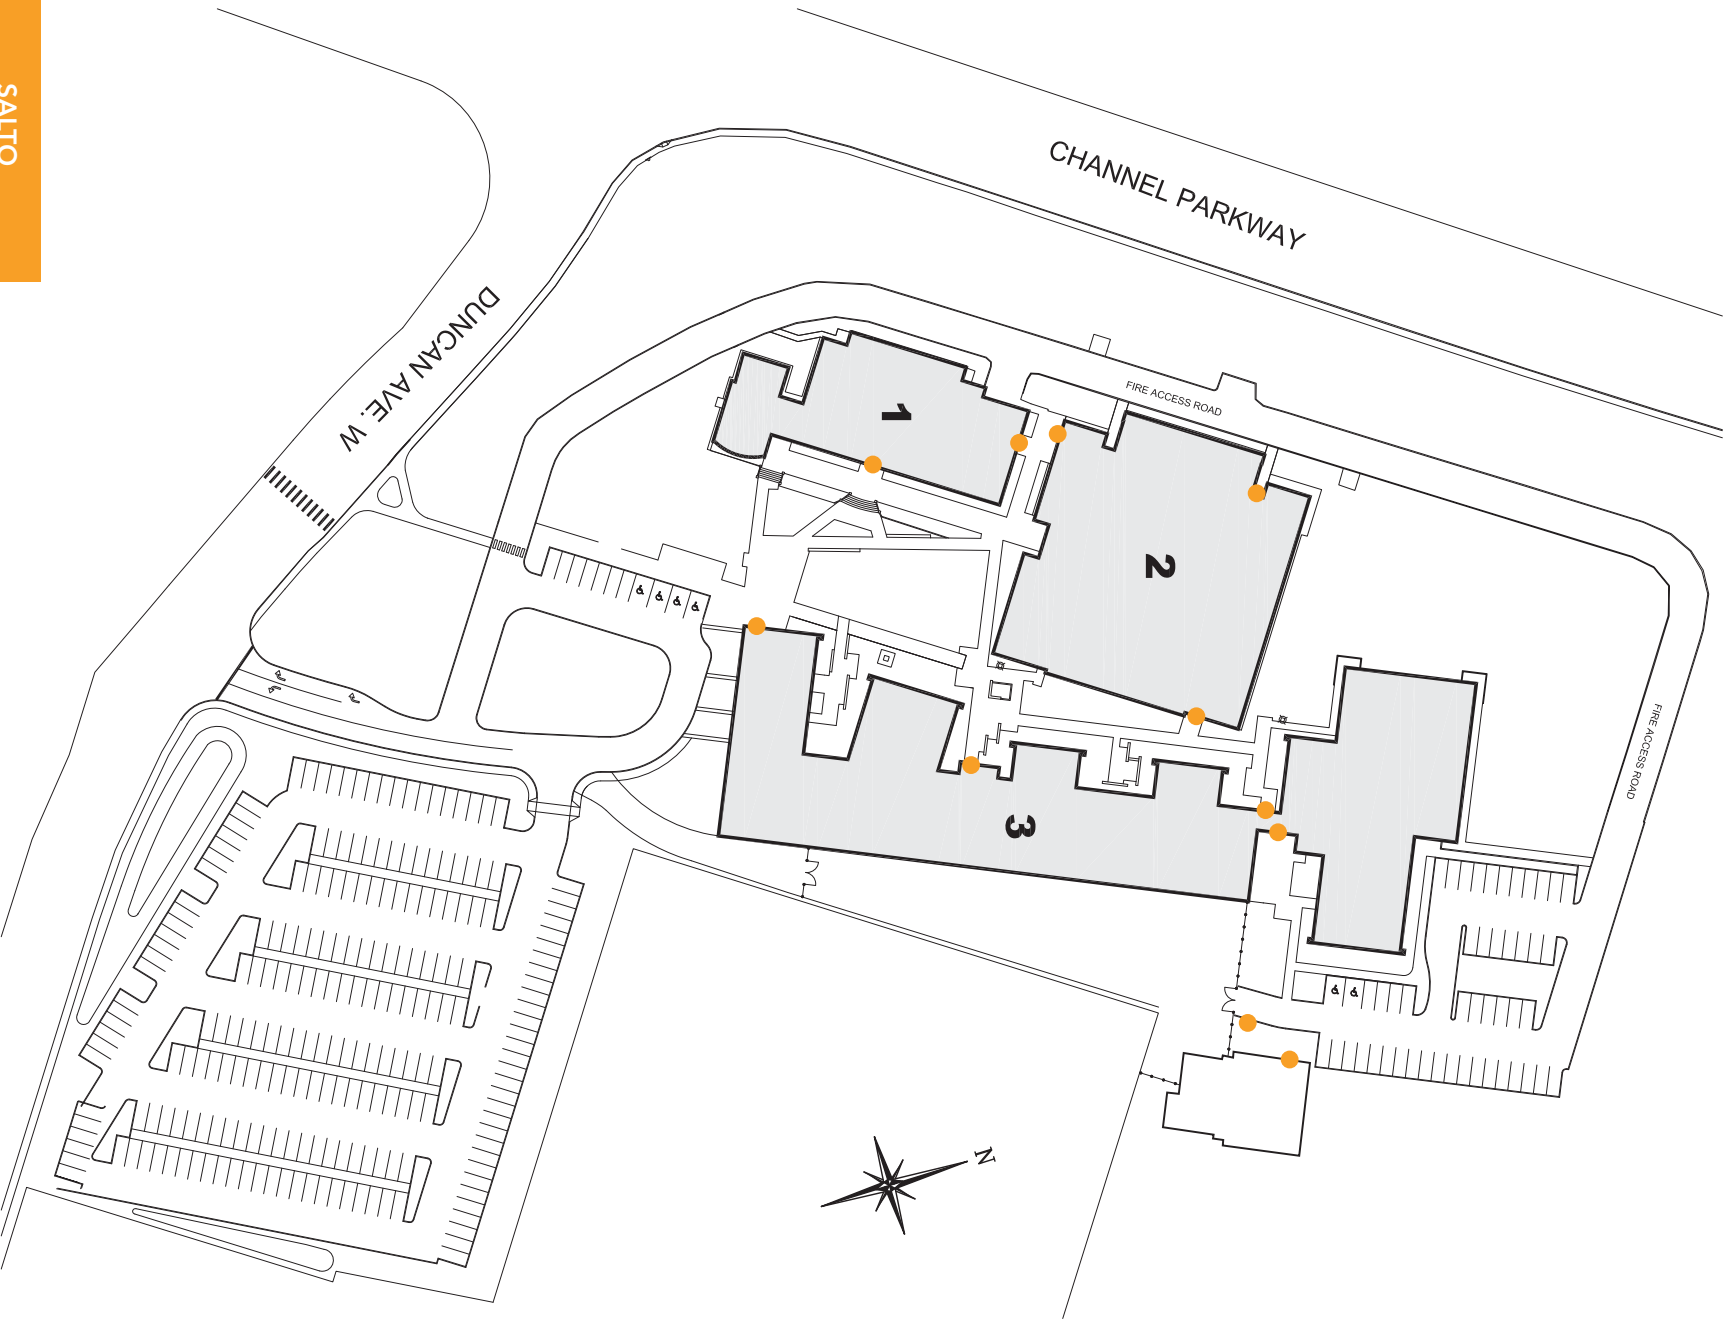 SALTO
CHANNEL PARKWAY
DUNCAN AVE. W
FIRE ACCESS ROAD
1
2
FIRE ACCESS ROAD
3
N